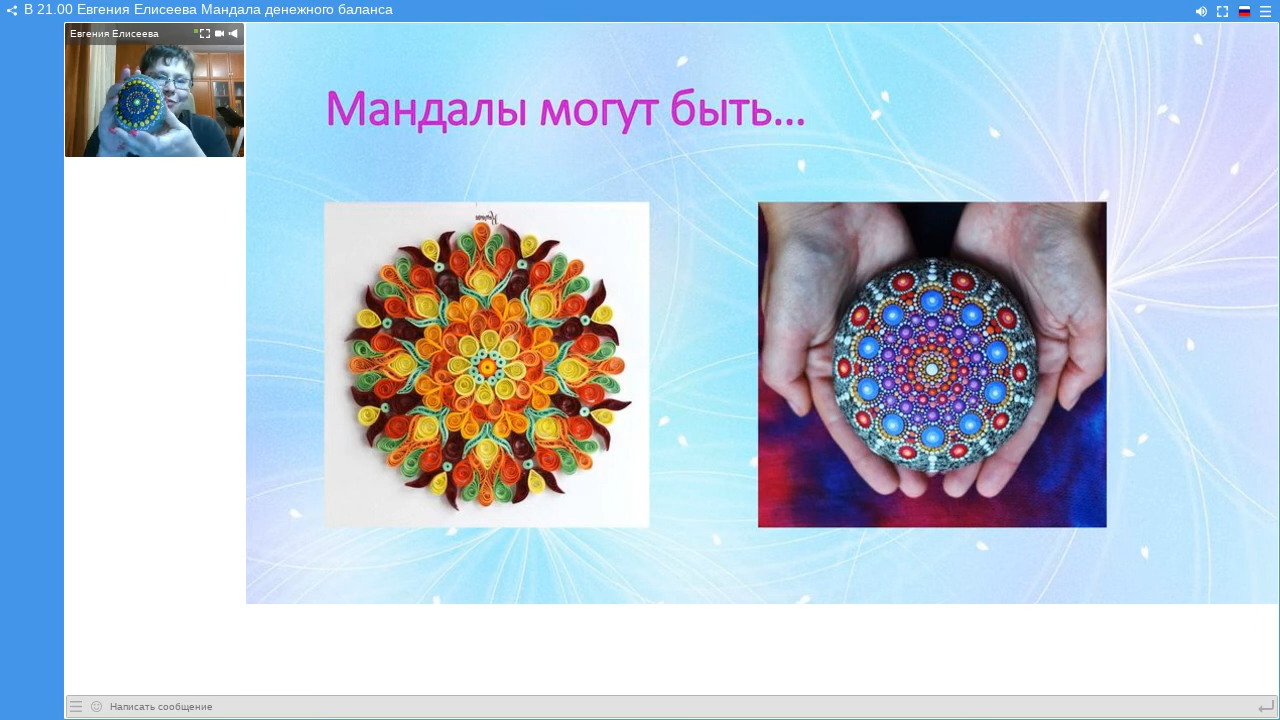 В 21.00 Евгения Елисеева Мандала денежного баланса
Евгения Елисеева
Мандалы могут быть...
Написать сообщение